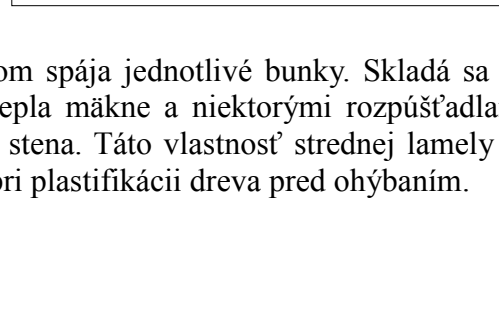 om spája jednotlivé bunky. Skladá sa
epla mäkne a niektorými rozpúšťadla
stena. Táto vlastnosť strednej lamely
ori plastifikácii dreva pred ohýbaním.